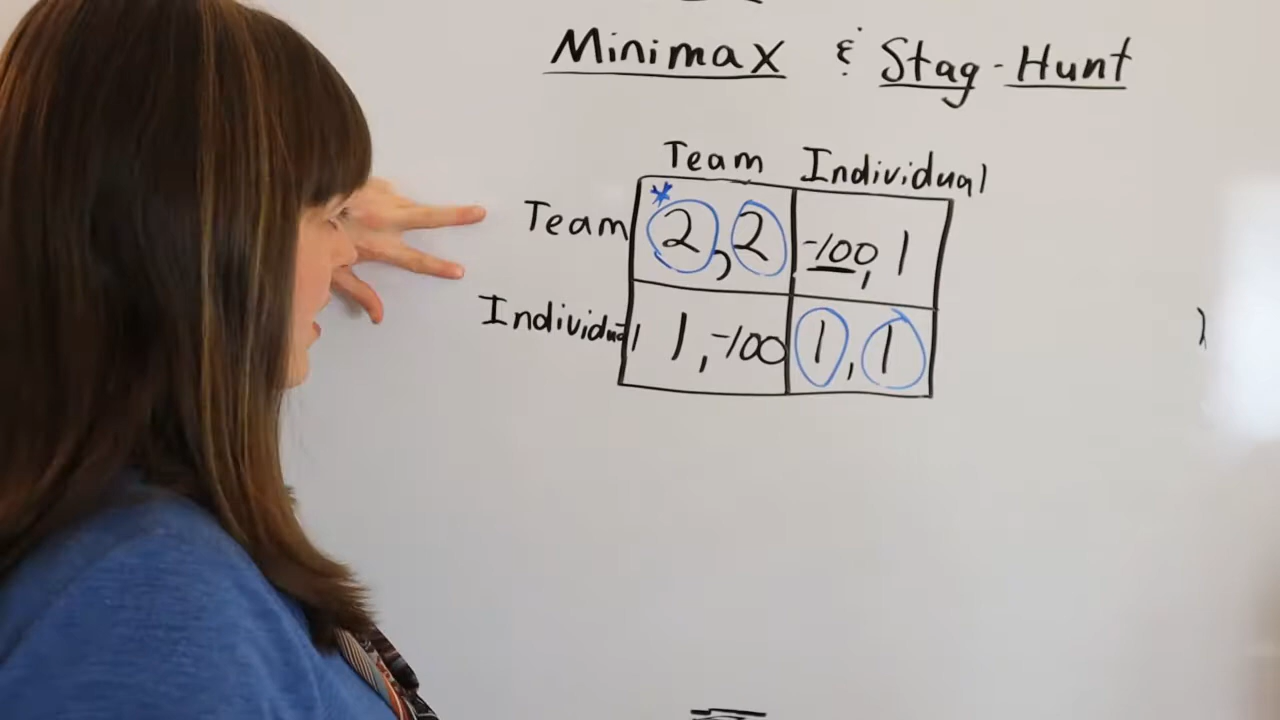 Minimax & Stag-Hunt
Team Individual
Team 2, 2 -100, 1
Individual 1, -100 1, 1